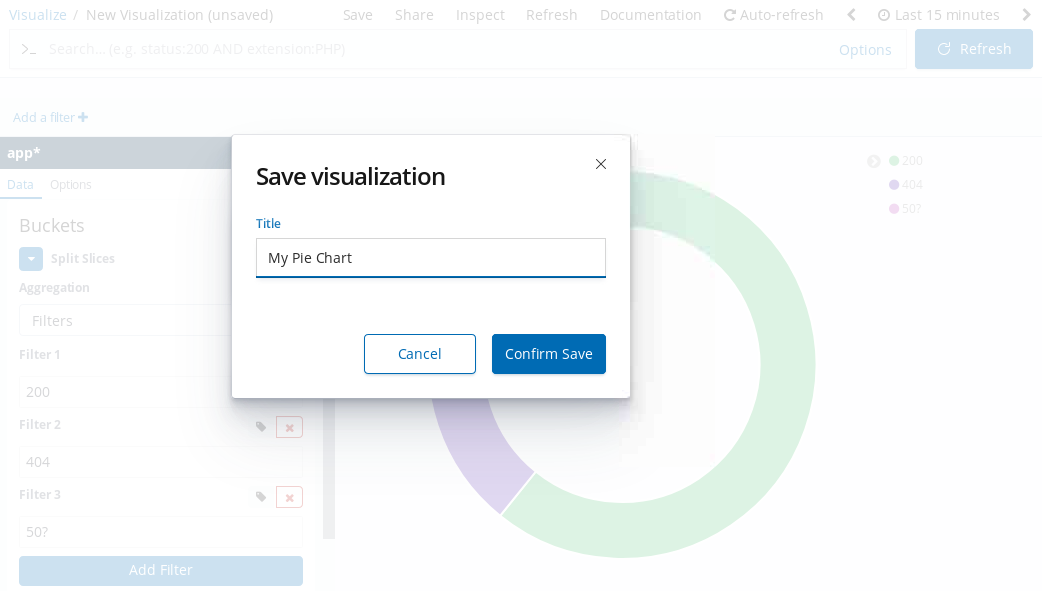 Visualize / New Visualization (unsaved) Save Share Inspect Refresh Documentation Auto-refresh Last 15 minutes
>_ Search... (e.g. status:200 AND extension:PHP) Options Refresh
Add a filter +
app*
Data Options
Buckets
Split Slices
Aggregation
Filters
Filter 1
200
Filter 2
404
Filter 3
50?
Add Filter
Save visualization
Title
My Pie Chart
Cancel Confirm Save
200
404
50?